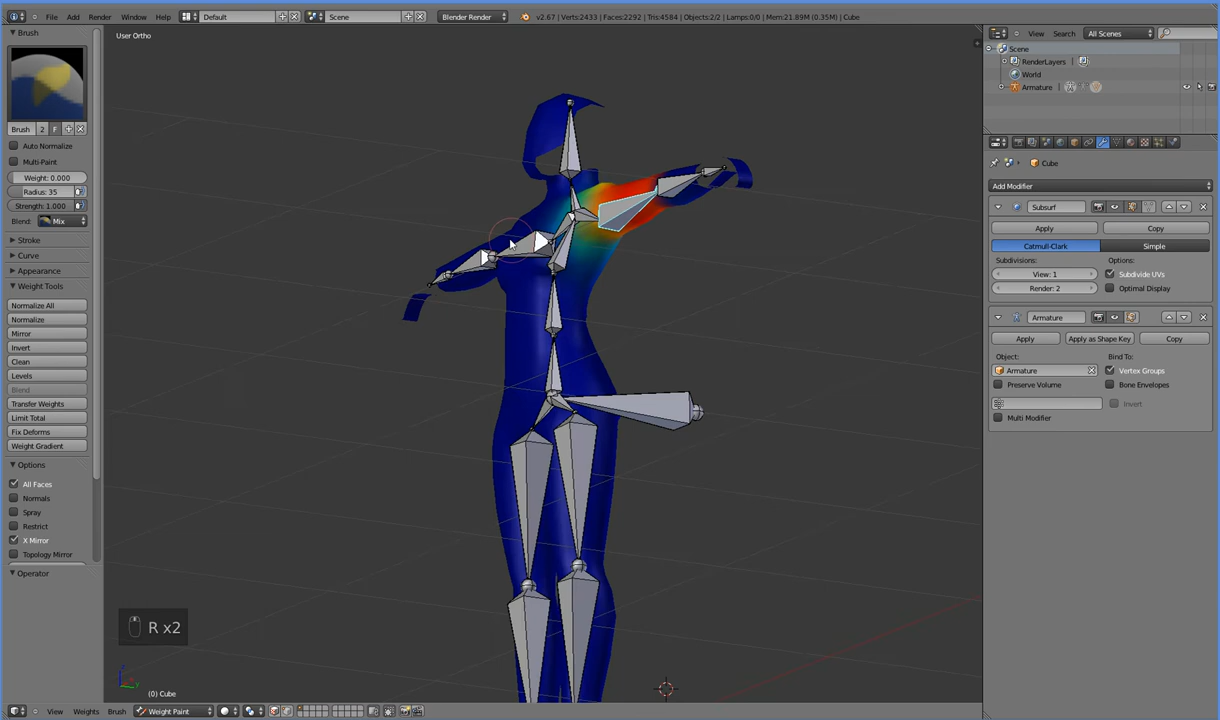 File Add Render Window Help Default Scene Blender Render v2.67 | Verts:2433 | Faces:2292 | Tris:4584 | Objects:2/2 | Lamps:0/0 | Mem:21.89M (0.35M) | Cube
Brush
Brush 2 F
Auto Normalize
Multi-Paint
Weight: 0.000
Radius: 35
Strength: 1.000
Blend: Mix
Stroke
Curve
Appearance
Weight Tools
Normalize All
Normalize
Mirror
Invert
Clean
Levels
Blend
Transfer Weights
Limit Total
Fix Deforms
Weight Gradient
Options
All Faces
Normals
Spray
Restrict
X Mirror
Topology Mirror
Operator
User Ortho
R x2
(0) Cube
View Weights Brush Weight Paint
View Search All Scenes
Scene
RenderLayers |
World
Armature |
Cube
Add Modifier
Subsurf
Apply Copy
Catmull-Clark Simple
Subdivisions: Options:
View: 1 Subdivide UVs
Render: 2 Optimal Display
Armature
Apply Apply as Shape Key Copy
Object: Bind To:
Armature Vertex Groups
Preserve Volume Bone Envelopes
Invert
Multi Modifier